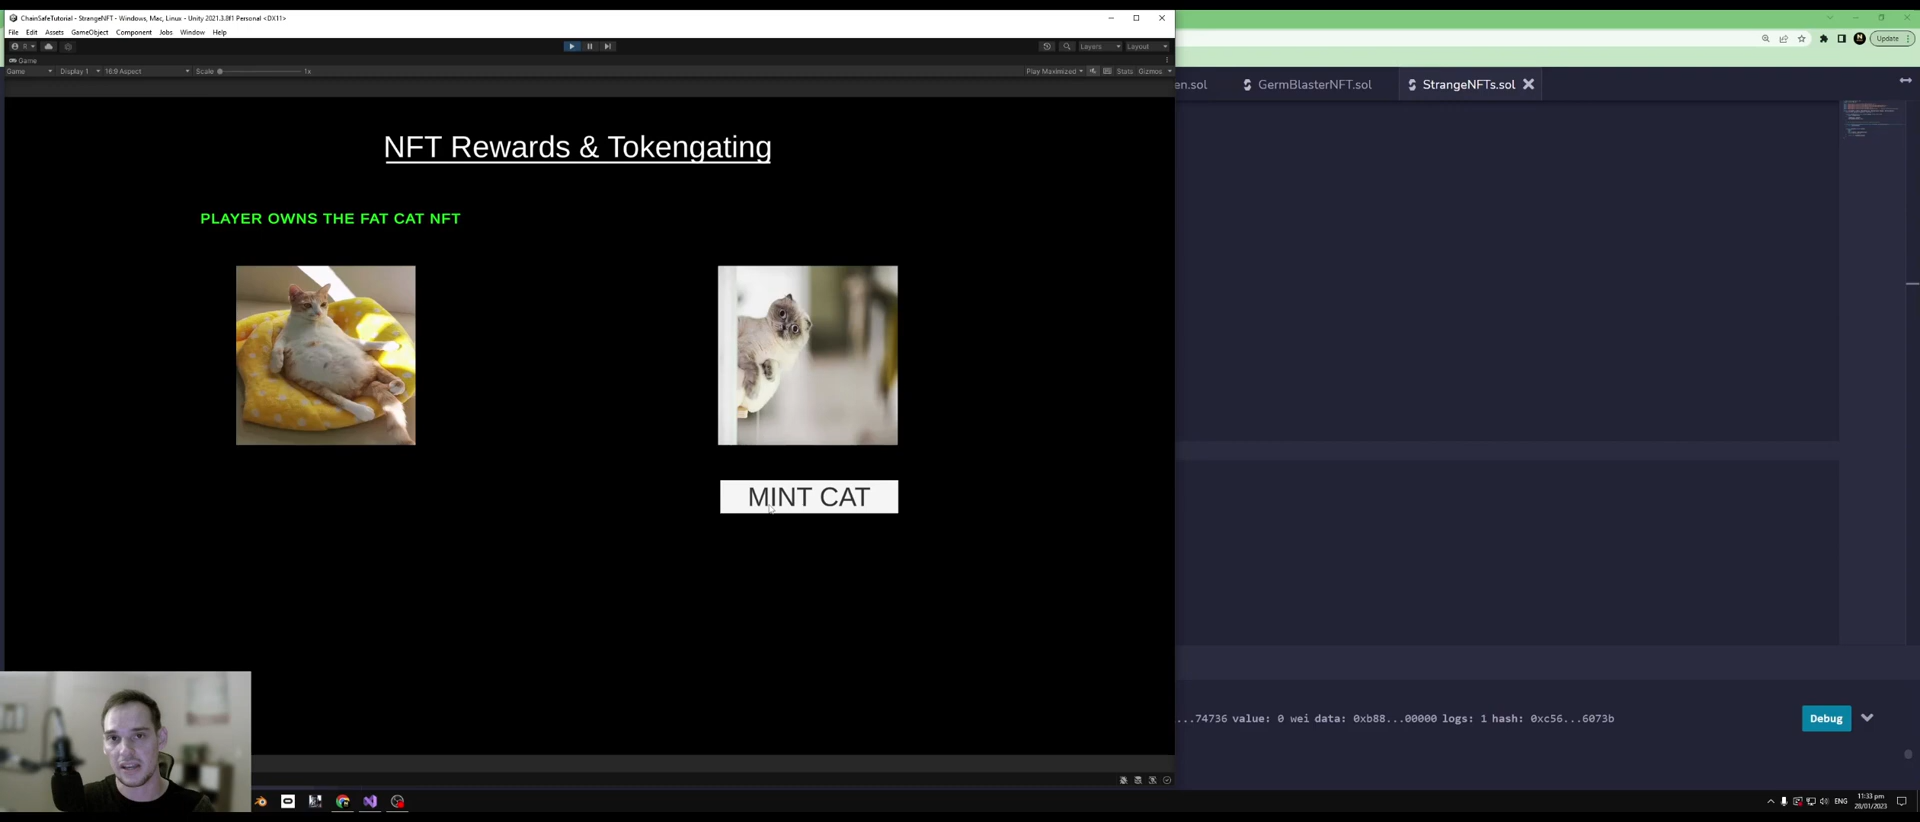 ChainSafeTutorial - StrangeNFT - Windows, Mac, Linux - Unity 2021.3.8f1 Personal <DX11>
File Edit Assets GameObject Component Jobs Window Help
R
Layers Layout
Update
Game
Game Display 1 16:9 Aspect Scale 1x Play Maximized Stats Gizmos
en.sol GermBlasterNFT.sol StrangeNFTs.sol
NFT Rewards & Tokengating
PLAYER OWNS THE FAT CAT NFT
MINT CAT
...74736 value: 0 wei data: 0xb88...00000 logs: 1 hash: 0xc56...6073b
Debug
ENG
11:33 pm
28/01/2023